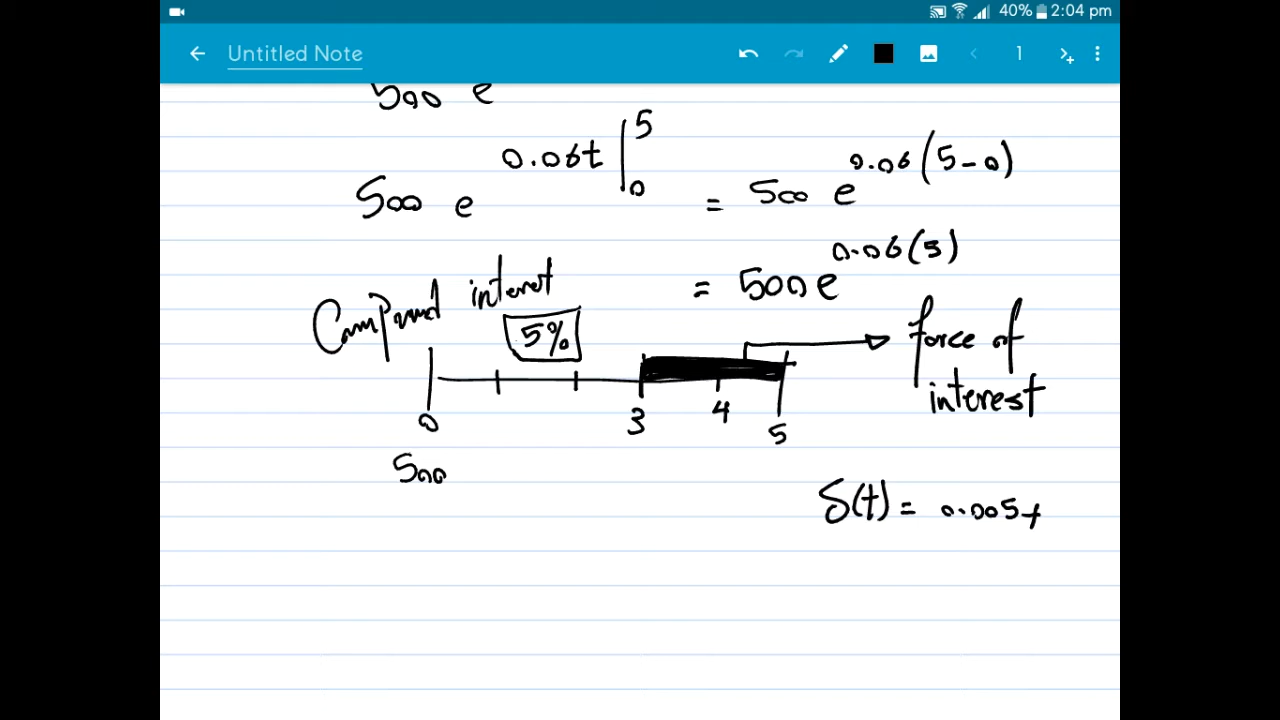 40% 2:04 pm
Untitled Note
1
500 e
500 e^0.06t |_0^5 = 500 e^0.06(5-0)
= 500 e^0.06(5)
Compound interest
5%
force of
interest
0 3 4 5
500
δ(t) = 0.005t